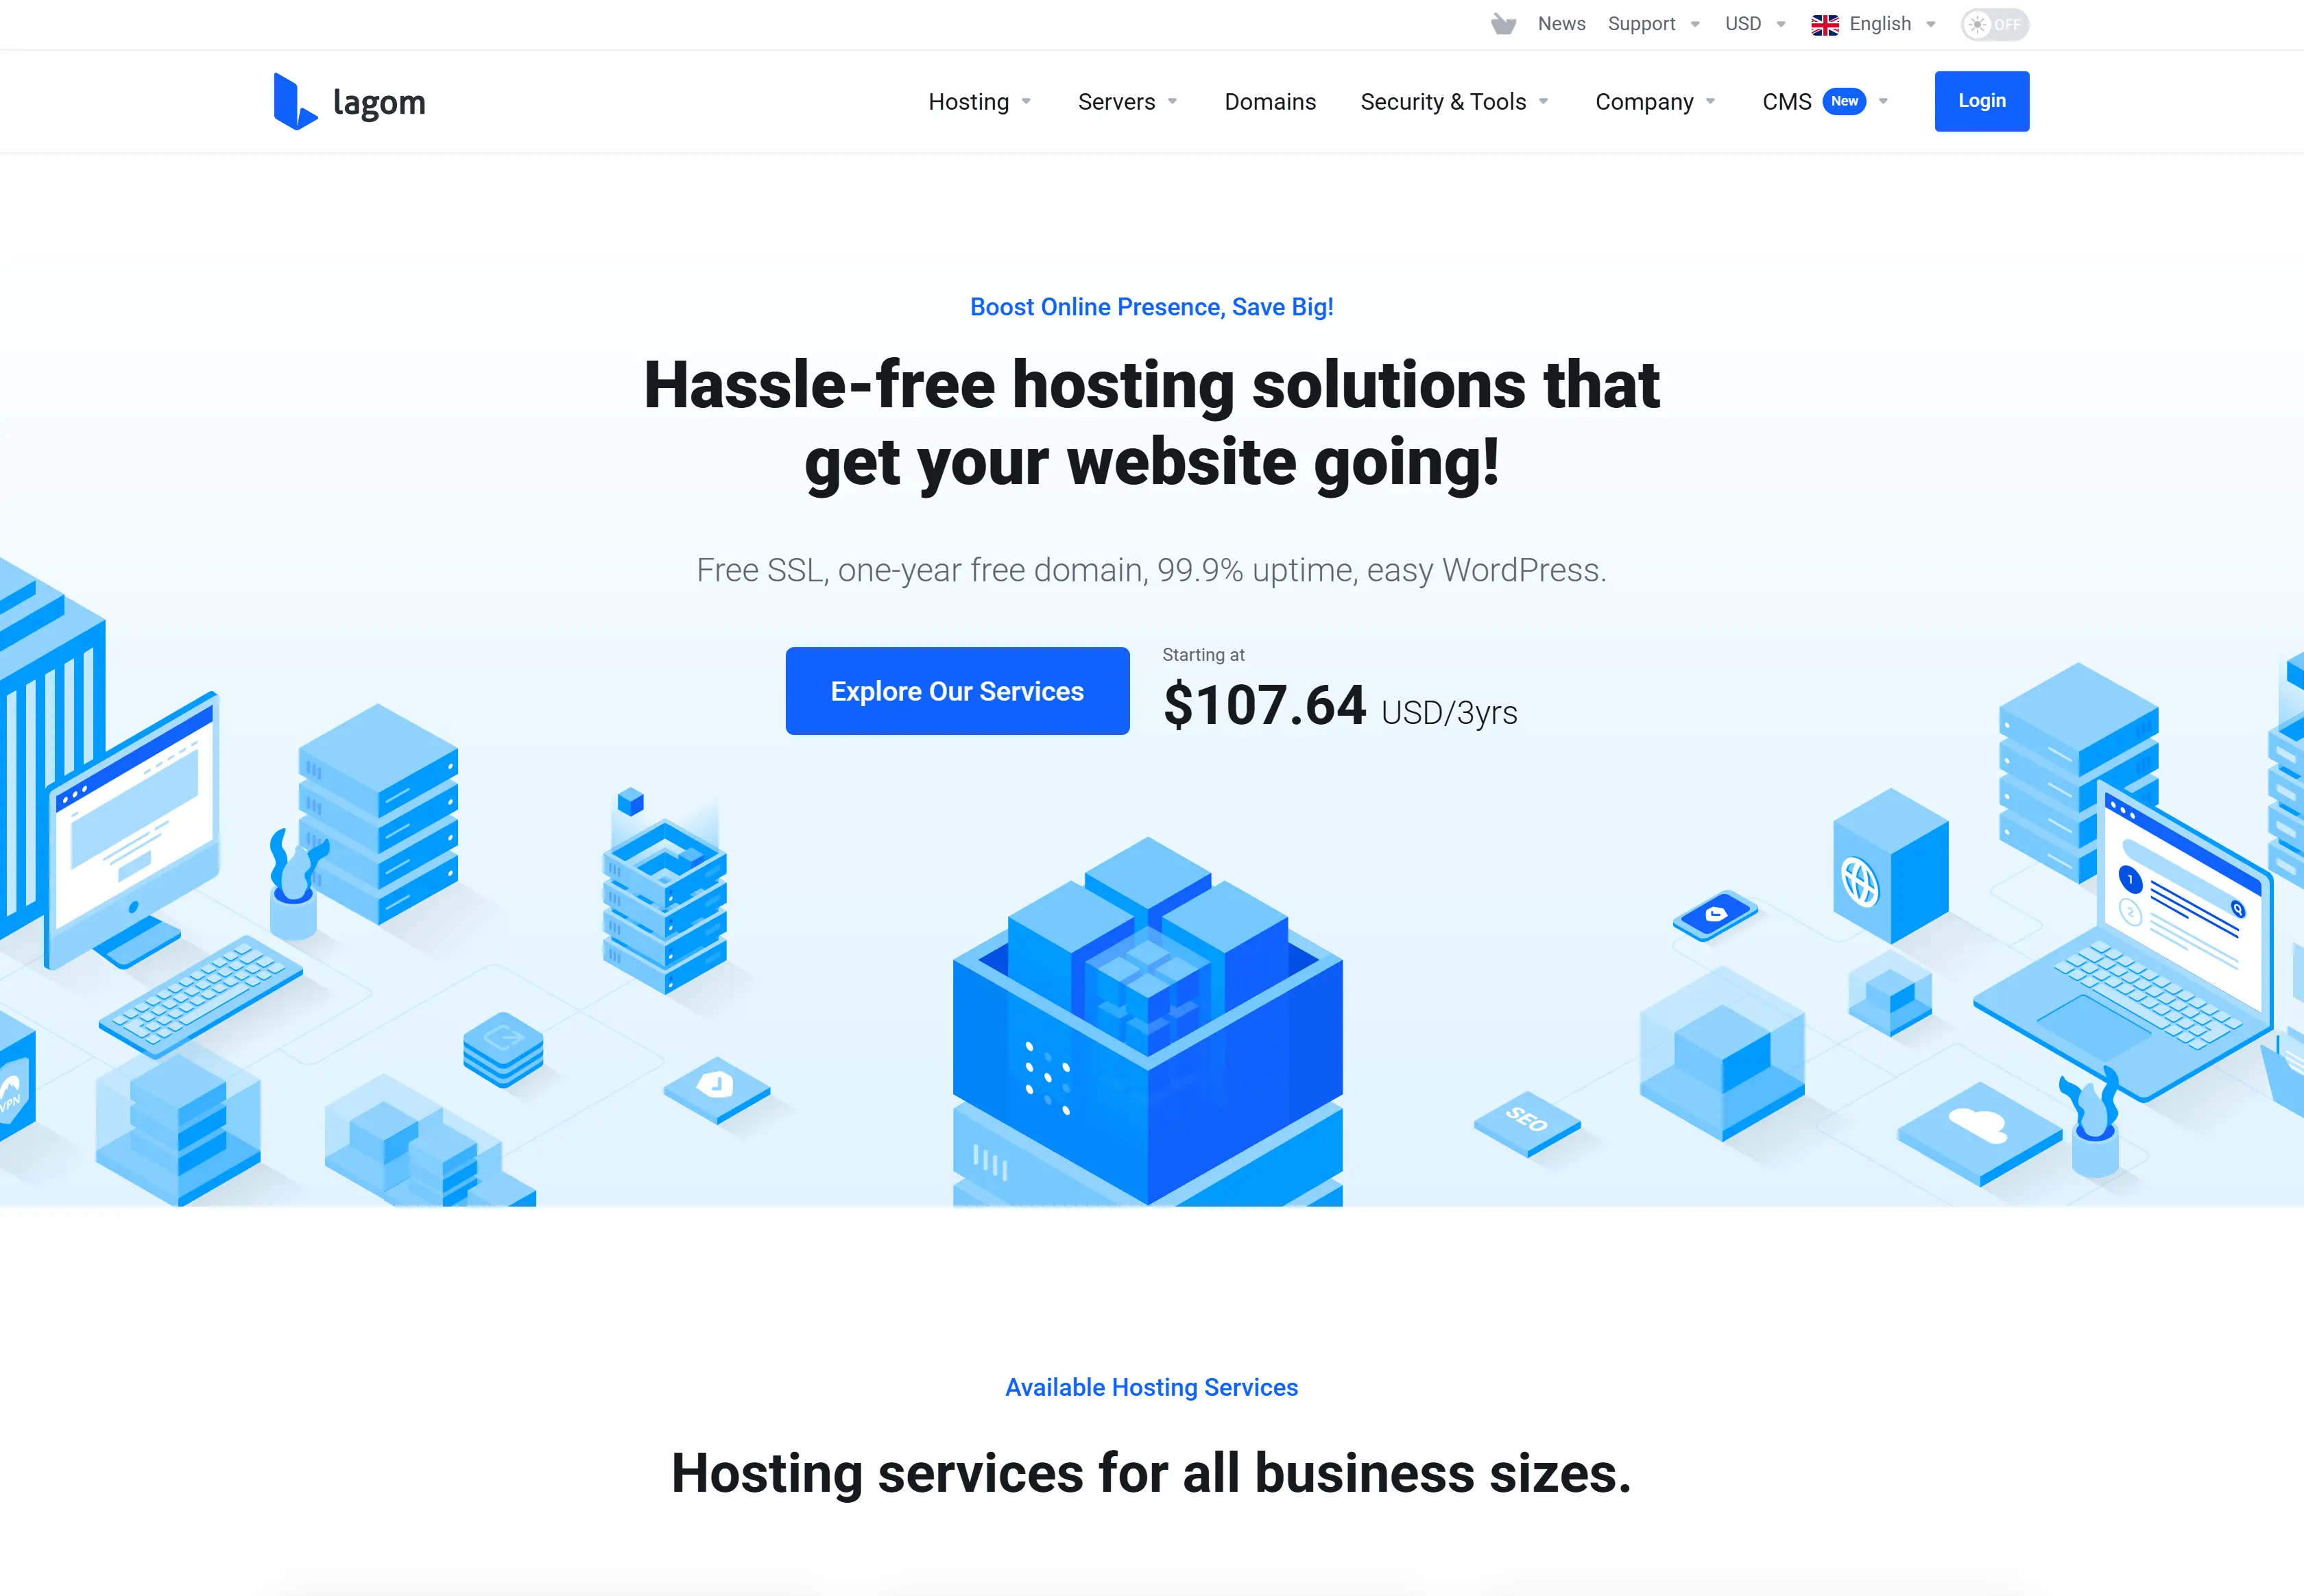 News Support USD English OFF
lagom
Hosting Servers Domains Security & Tools Company CMS New Login
Boost Online Presence, Save Big!
Hassle-free hosting solutions that
get your website going!
Free SSL, one-year free domain, 99.9% uptime, easy WordPress.
Explore Our Services
Starting at
$107.64 USD/3yrs
1
2
VPN
SEO
Available Hosting Services
Hosting services for all business sizes.